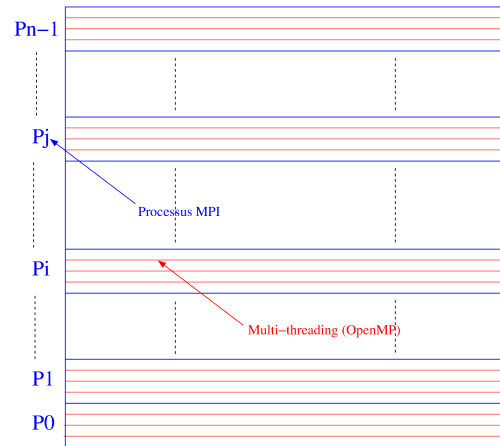 Pn−1
Pj
Processus MPI
Pi
Multi−threading (OpenMP)
P1
P0